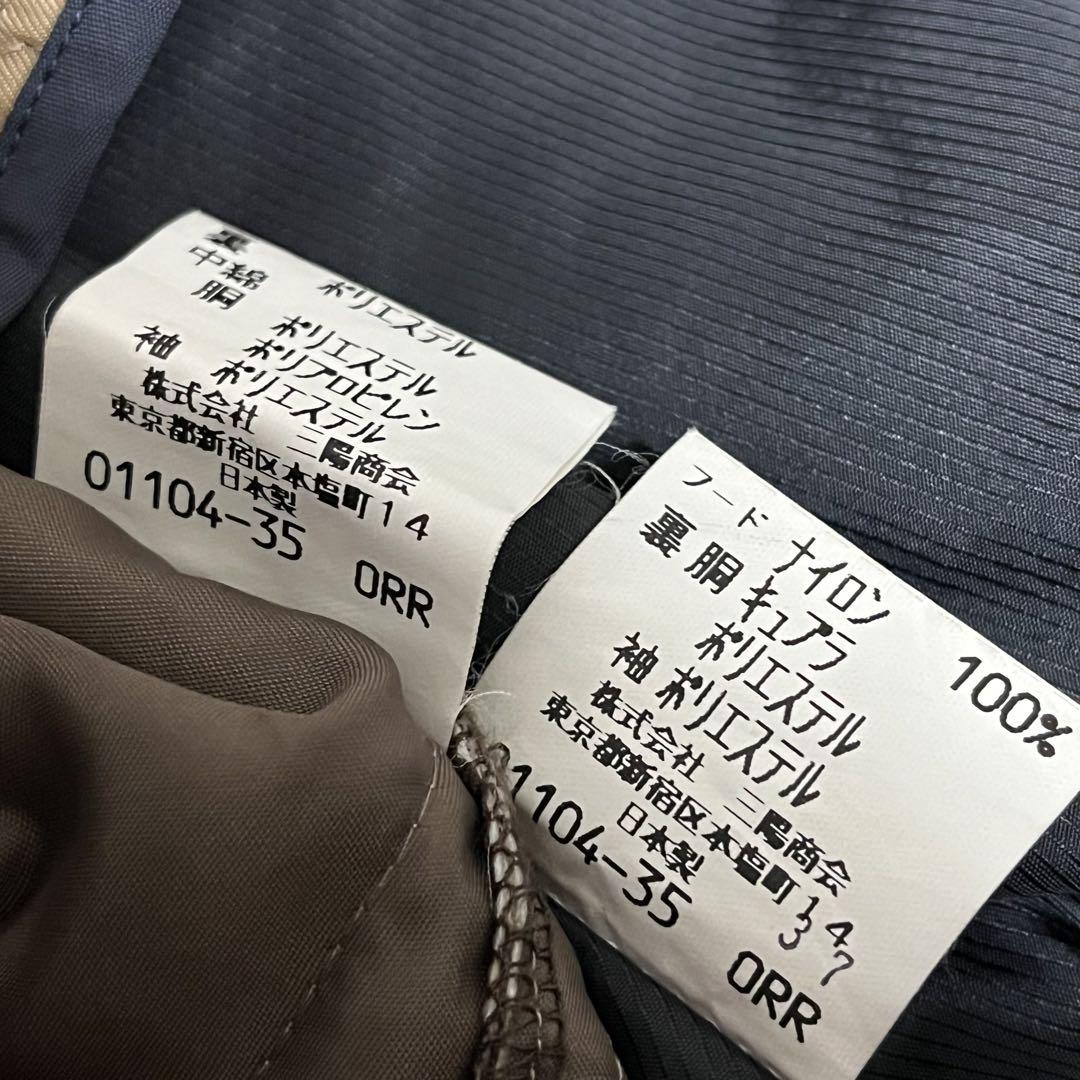 裏 ポリエステル
中綿
胴 ポリエステル
ポリプロピレン
袖 ポリエステル
株式会社 三陽商会
東京都新宿区本塩町14
日本製
01104-35 ORR
フード ナイロン 100%
裏 胴 キュプラ
ポリエステル
袖 ポリエステル
株式会社 三陽商会
東京都新宿区本塩町14
日本製 37
1104-35 ORR